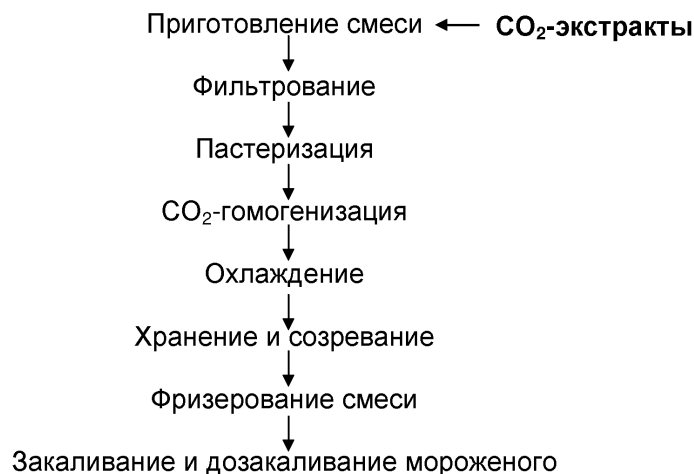 Приготовление смеси CO₂-экстракты
Фильтрование
Пастеризация
CO₂-гомогенизация
Охлаждение
Хранение и созревание
Фризерование смеси
Закаливание и дозакаливание мороженого